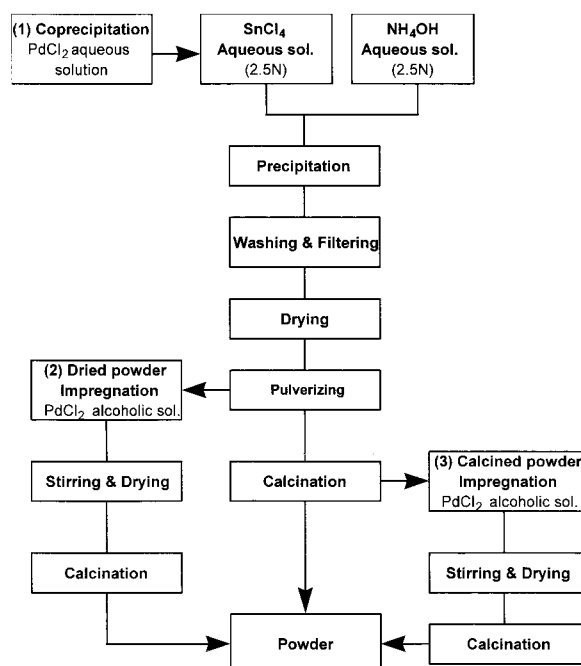 (1) Coprecipitation
PdCl2 aqueous
solution
SnCl4
Aqueous sol.
(2.5N)
NH4OH
Aqueous sol.
(2.5N)
Precipitation
Washing & Filtering
Drying
Pulverizing
(2) Dried powder
Impregnation
PdCl2 alcoholic sol.
Stirring & Drying
Calcination
Calcination
(3) Calcined powder
Impregnation
PdCl2 alcoholic sol.
Stirring & Drying
Calcination
Powder